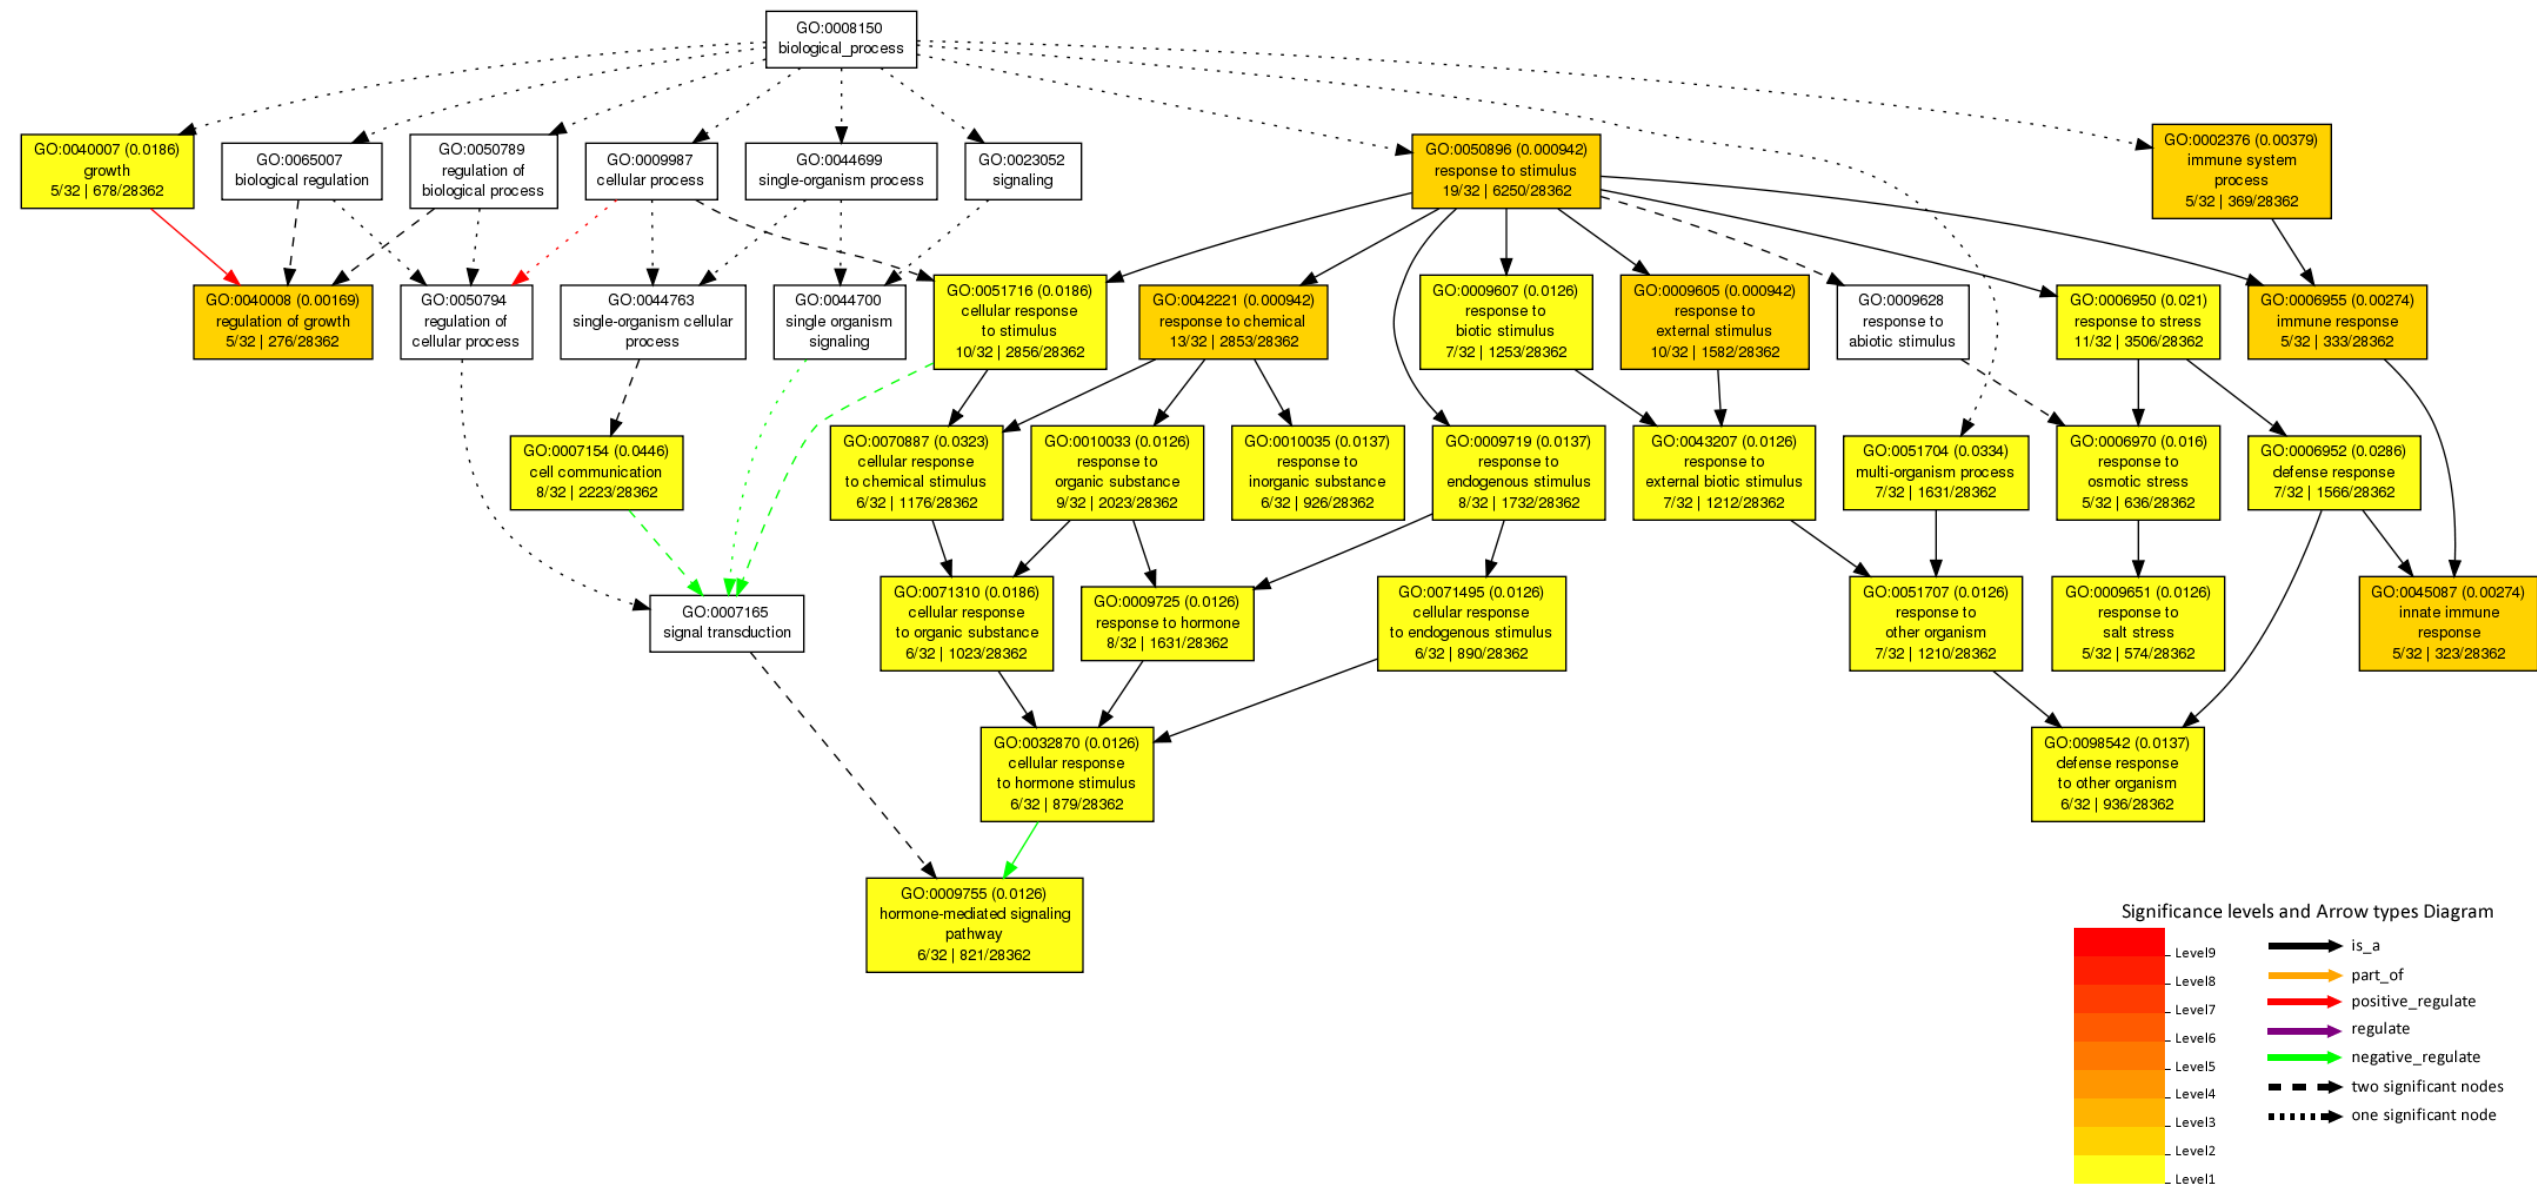 GO:0008150
biological_process
GO:0040007 (0.0186)
growth
5/32 | 678/28362
GO:0065007
biological regulation
GO:0050789
regulation of
biological process
GO:0009987
cellular process
GO:0044699
single-organism process
GO:0023052
signaling
GO:0050896 (0.000942)
response to stimulus
19/32 | 6250/28362
GO:0002376 (0.00379)
immune system
process
5/32 | 369/28362
GO:0040008 (0.00169)
regulation of growth
5/32 | 276/28362
GO:0050794
regulation of
cellular process
GO:0044763
single-organism cellular
process
GO:0044700
single organism
signaling
GO:0051716 (0.0186)
cellular response
to stimulus
10/32 | 2856/28362
GO:0042221 (0.000942)
response to chemical
13/32 | 2853/28362
GO:0009607 (0.0126)
response to
biotic stimulus
7/32 | 1253/28362
GO:0009605 (0.000942)
response to
external stimulus
10/32 | 1582/28362
GO:0009628
response to
abiotic stimulus
GO:0006950 (0.021)
response to stress
11/32 | 3506/28362
GO:0006955 (0.00274)
immune response
5/32 | 333/28362
GO:0007154 (0.0446)
cell communication
8/32 | 2223/28362
GO:0070887 (0.0323)
cellular response
to chemical stimulus
6/32 | 1176/28362
GO:0010033 (0.0126)
response to
organic substance
9/32 | 2023/28362
GO:0010035 (0.0137)
response to
inorganic substance
6/32 | 926/28362
GO:0009719 (0.0137)
response to
endogenous stimulus
8/32 | 1732/28362
GO:0043207 (0.0126)
response to
external biotic stimulus
7/32 | 1212/28362
GO:0051704 (0.0334)
multi-organism process
7/32 | 1631/28362
GO:0006970 (0.016)
response to
osmotic stress
5/32 | 636/28362
GO:0006952 (0.0286)
defense response
7/32 | 1566/28362
GO:0007165
signal transduction
GO:0071310 (0.0186)
cellular response
to organic substance
6/32 | 1023/28362
GO:0009725 (0.0126)
response to hormone
8/32 | 1631/28362
GO:0071495 (0.0126)
cellular response
to endogenous stimulus
6/32 | 890/28362
GO:0051707 (0.0126)
response to
other organism
7/32 | 1210/28362
GO:0009651 (0.0126)
response to
salt stress
5/32 | 574/28362
GO:0045087 (0.00274)
innate immune
response
5/32 | 323/28362
GO:0032870 (0.0126)
cellular response
to hormone stimulus
6/32 | 879/28362
GO:0098542 (0.0137)
defense response
to other organism
6/32 | 936/28362
GO:0009755 (0.0126)
hormone-mediated signaling
pathway
6/32 | 821/28362
Significance levels and Arrow types Diagram
Level9
Level8
Level7
Level6
Level5
Level4
Level3
Level2
Level1
is_a
part_of
positive_regulate
regulate
negative_regulate
two significant nodes
one significant node